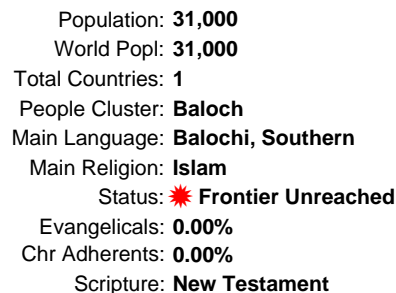 Population: 31,000
World Popl: 31,000
Total Countries: 1
People Cluster: Baloch
Main Language: Balochi, Southern
Main Religion: Islam
Status: Frontier Unreached
Evangelicals: 0.00%
Chr Adherents: 0.00%
Scripture: New Testament